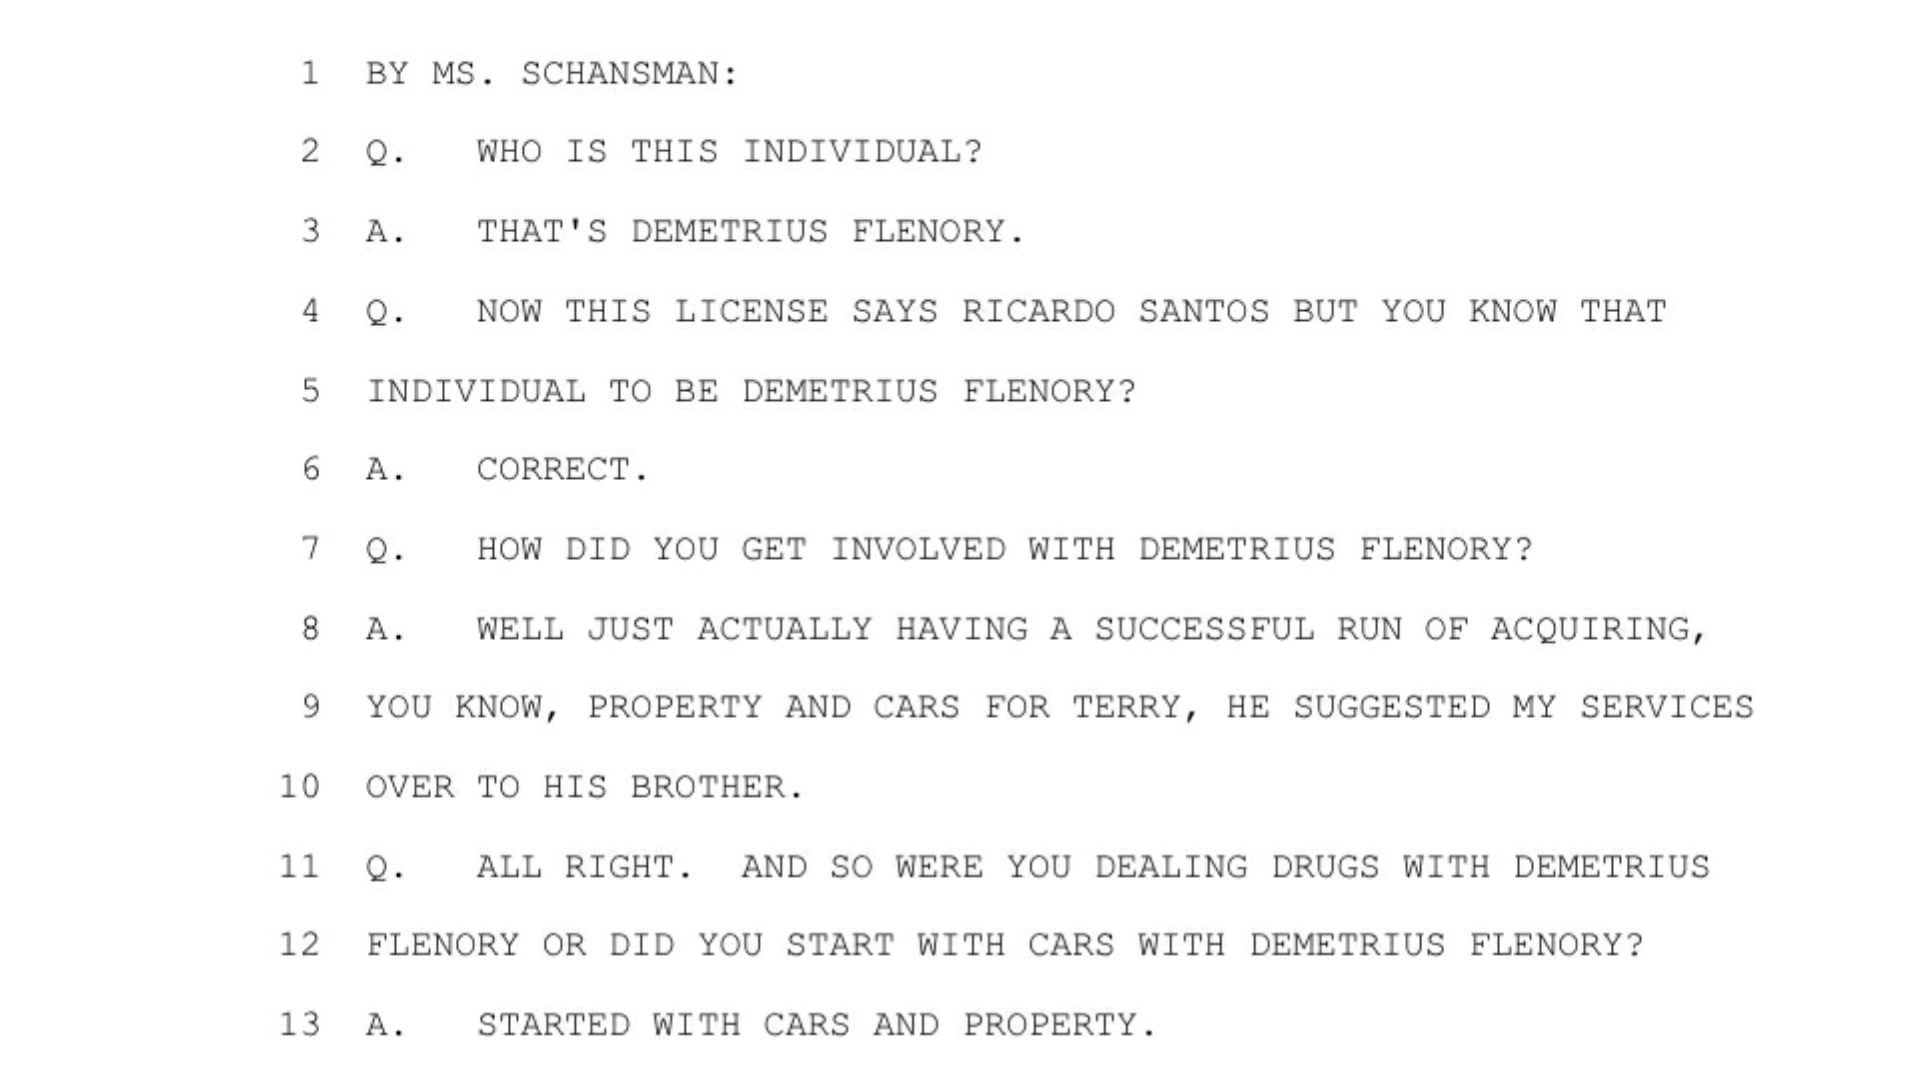 1 BY MS. SCHANSMAN:
2 Q. WHO IS THIS INDIVIDUAL?
3 A. THAT'S DEMETRIUS FLENORY.
4 Q. NOW THIS LICENSE SAYS RICARDO SANTOS BUT YOU KNOW THAT
5 INDIVIDUAL TO BE DEMETRIUS FLENORY?
6 A. CORRECT.
7 Q. HOW DID YOU GET INVOLVED WITH DEMETRIUS FLENORY?
8 A. WELL JUST ACTUALLY HAVING A SUCCESSFUL RUN OF ACQUIRING,
9 YOU KNOW, PROPERTY AND CARS FOR TERRY, HE SUGGESTED MY SERVICES
10 OVER TO HIS BROTHER.
11 Q. ALL RIGHT. AND SO WERE YOU DEALING DRUGS WITH DEMETRIUS
12 FLENORY OR DID YOU START WITH CARS WITH DEMETRIUS FLENORY?
13 A. STARTED WITH CARS AND PROPERTY.